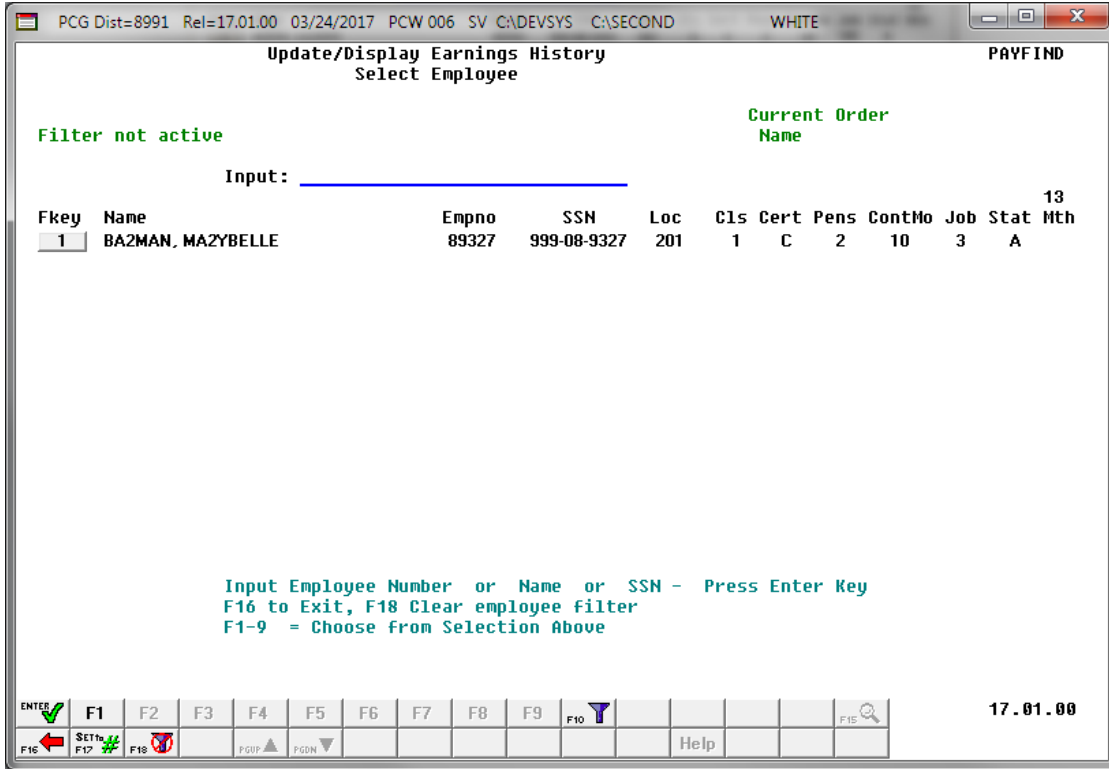 PCG Dist=8991 Rel=17.01.00 03/24/2017 PCW 006 SV C:\DEVSYS C:\SECOND WHITE
Update/Display Earnings History PAYFIND
Select Employee
Current Order
Filter not active Name
Input:
13
Fkey Name Empno SSN Loc Cls Cert Pens ContMo Job Stat Mth
1 BA2MAN, MA2YBELLE 89327 999-08-9327 201 1 C 2 10 3 A
Input Employee Number or Name or SSN - Press Enter Key
F16 to Exit, F18 Clear employee filter
F1-9 = Choose from Selection Above
ENTER F1 F2 F3 F4 F5 F6 F7 F8 F9 F10 F15 17.01.00
F16 SETto F17 # F18 PGUP PGDN Help